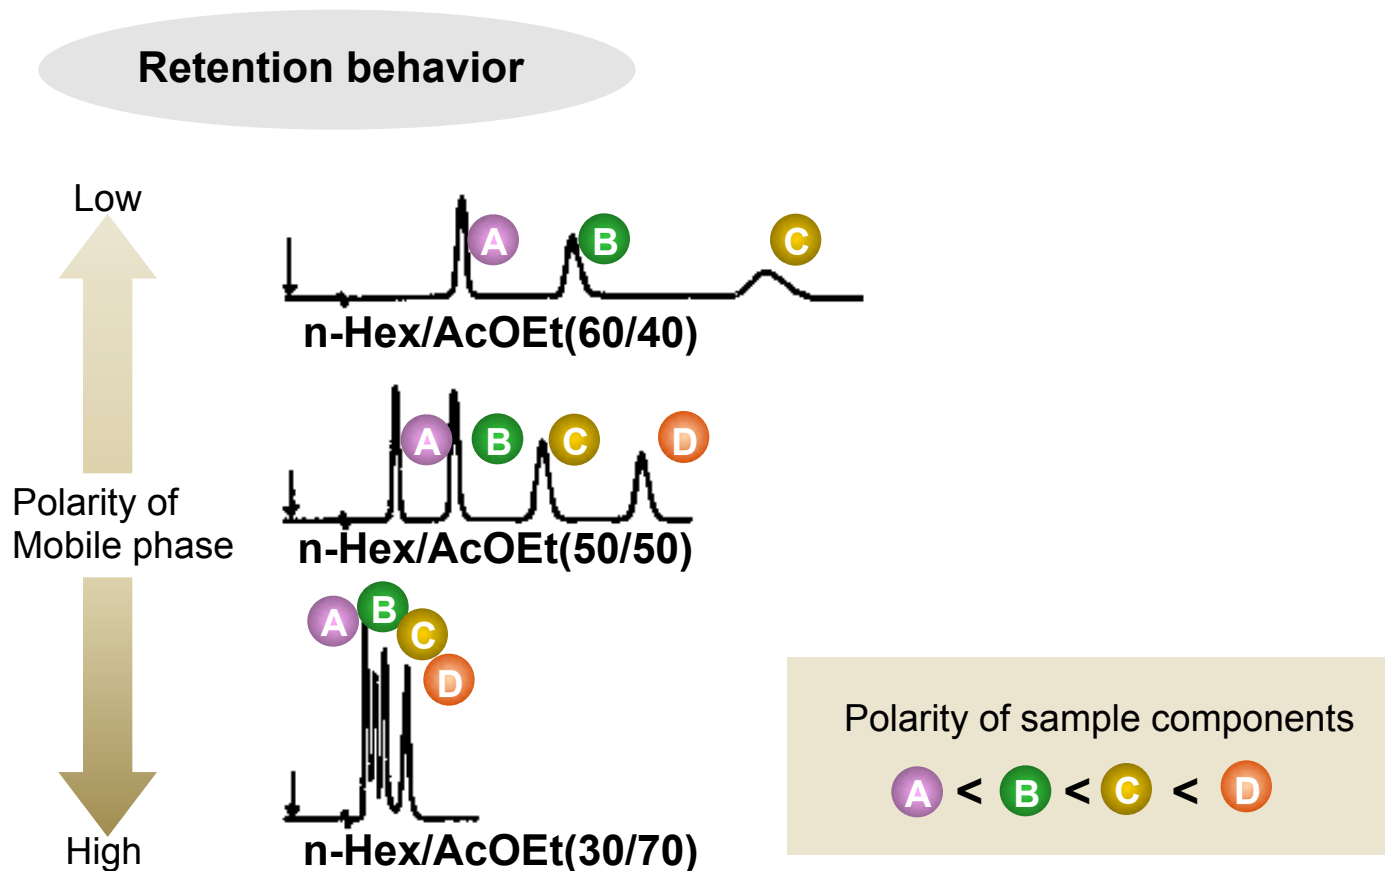 Retention behavior
Low
A B C
n-Hex/AcOEt(60/40)
A B C D
Polarity of
Mobile phase
n-Hex/AcOEt(50/50)
A B C D
n-Hex/AcOEt(30/70)
High
Polarity of sample components
A < B < C < D